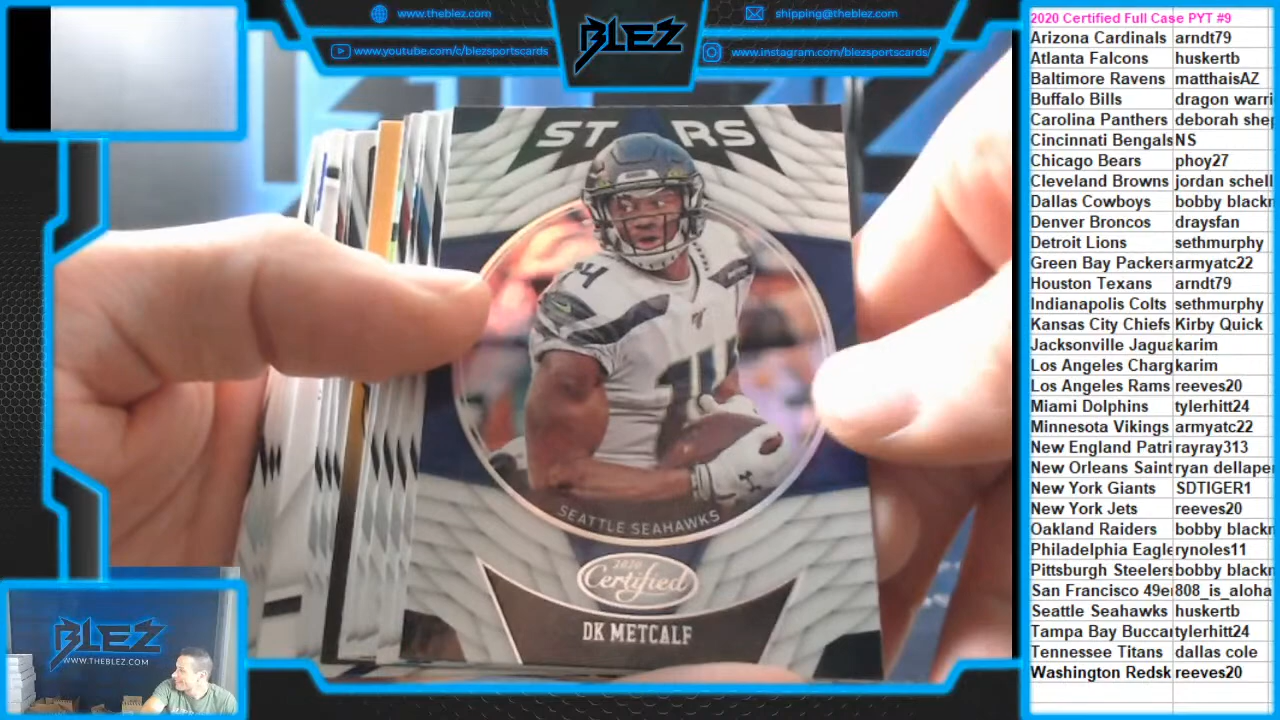 www.theblez.com
shipping@theblez.com
www.youtube.com/c/blezsportscards
BLEZ
www.instagram.com/blezsportscards/
STARS
14
SEATTLE SEAHAWKS
2020
Certified
DK METCALF
BLEZ
WWW.THEBLEZ.COM
2020 Certified Full Case PYT #9
Arizona Cardinals arndt79
Atlanta Falcons huskertb
Baltimore Ravens matthaisAZ
Buffalo Bills dragon warri
Carolina Panthers deborah shep
Cincinnati Bengals NS
Chicago Bears phoy27
Cleveland Browns jordan schell
Dallas Cowboys bobby blackn
Denver Broncos draysfan
Detroit Lions sethmurphy
Green Bay Packers armyatc22
Houston Texans arndt79
Indianapolis Colts sethmurphy
Kansas City Chiefs Kirby Quick
Jacksonville Jagua karim
Los Angeles Charg karim
Los Angeles Rams reeves20
Miami Dolphins tylerhitt24
Minnesota Vikings armyatc22
New England Patri rayray313
New Orleans Saint ryan dellape
New York Giants SDTIGER1
New York Jets reeves20
Oakland Raiders bobby blackn
Philadelphia Eagle rynoles11
Pittsburgh Steelers bobby blackn
San Francisco 49e 808_is_aloha
Seattle Seahawks huskertb
Tampa Bay Bucca tylerhitt24
Tennessee Titans dallas cole
Washington Redsk reeves20